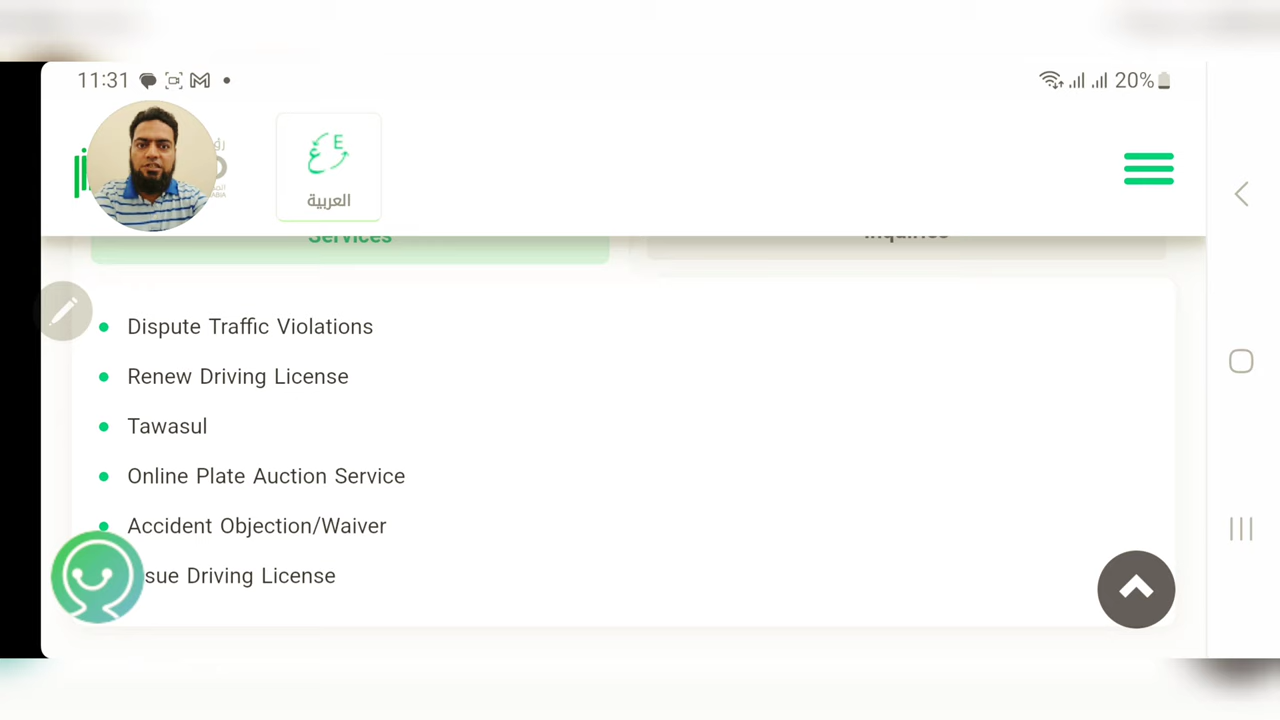 11:31
20%
العربية
Services
Inquiries
Dispute Traffic Violations
Renew Driving License
Tawasul
Online Plate Auction Service
Accident Objection/Waiver
sue Driving License